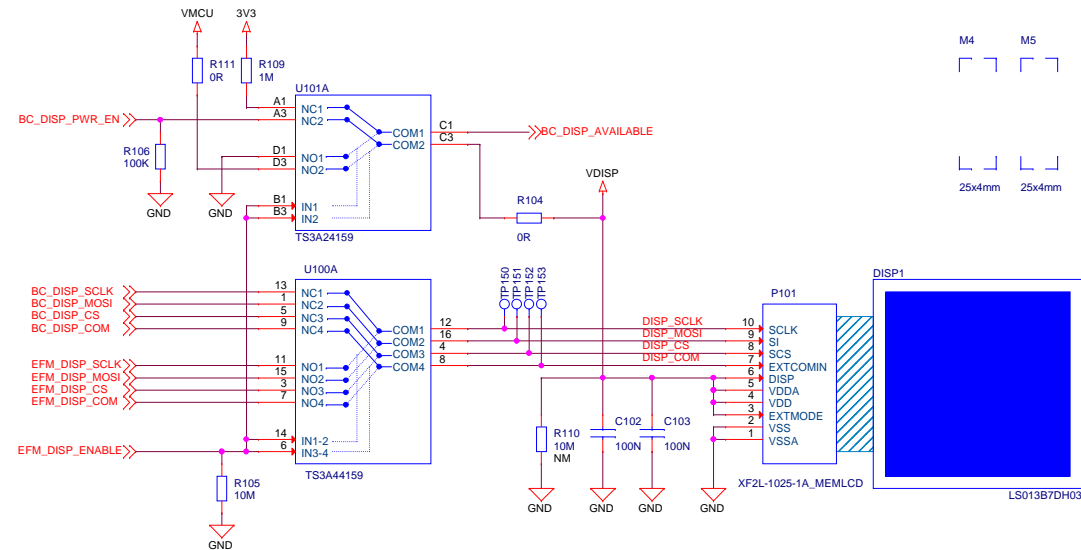 VMCU
3V3
M4
M5
R111
0R
R109
1M
U101A
A1
NC1
BC_DISP_PWR_EN
A3
NC2
COM1
C1
BC_DISP_AVAILABLE
COM2
C3
R106
100K
D1
NO1
D3
NO2
VDISP
25x4mm
25x4mm
GND
GND
B1
IN1
B3
IN2
R104
0R
TS3A24159
U100A
TP150
TP151
TP152
TP153
DISP1
BC_DISP_SCLK
13
NC1
BC_DISP_MOSI
1
NC2
BC_DISP_CS
5
NC3
BC_DISP_COM
9
NC4
P101
COM1
12
DISP_SCLK
10
SCLK
COM2
16
DISP_MOSI
9
SI
COM3
4
DISP_CS
8
SCS
COM4
8
DISP_COM
7
EXTCOMIN
EFM_DISP_SCLK
11
NO1
EFM_DISP_MOSI
15
NO2
EFM_DISP_CS
3
NO3
EFM_DISP_COM
7
NO4
6
DISP
5
VDDA
4
VDD
3
EXTMODE
2
VSS
1
VSSA
R110
10M
NM
C102
100N
C103
100N
14
IN1-2
EFM_DISP_ENABLE
6
IN3-4
TS3A44159
R105
10M
XF2L-1025-1A_MEMLCD
LS013B7DH03
GND
GND
GND
GND
GND